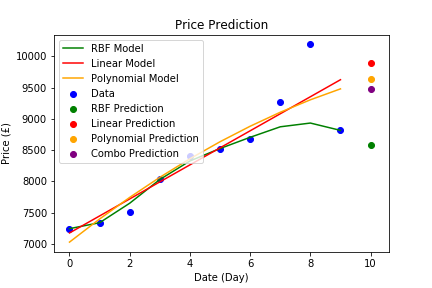 Price Prediction
Price (£)
10000
9500
9000
8500
8000
7500
7000
RBF Model
Linear Model
Polynomial Model
Data
RBF Prediction
Linear Prediction
Polynomial Prediction
Combo Prediction
0 2 4 6 8 10
Date (Day)